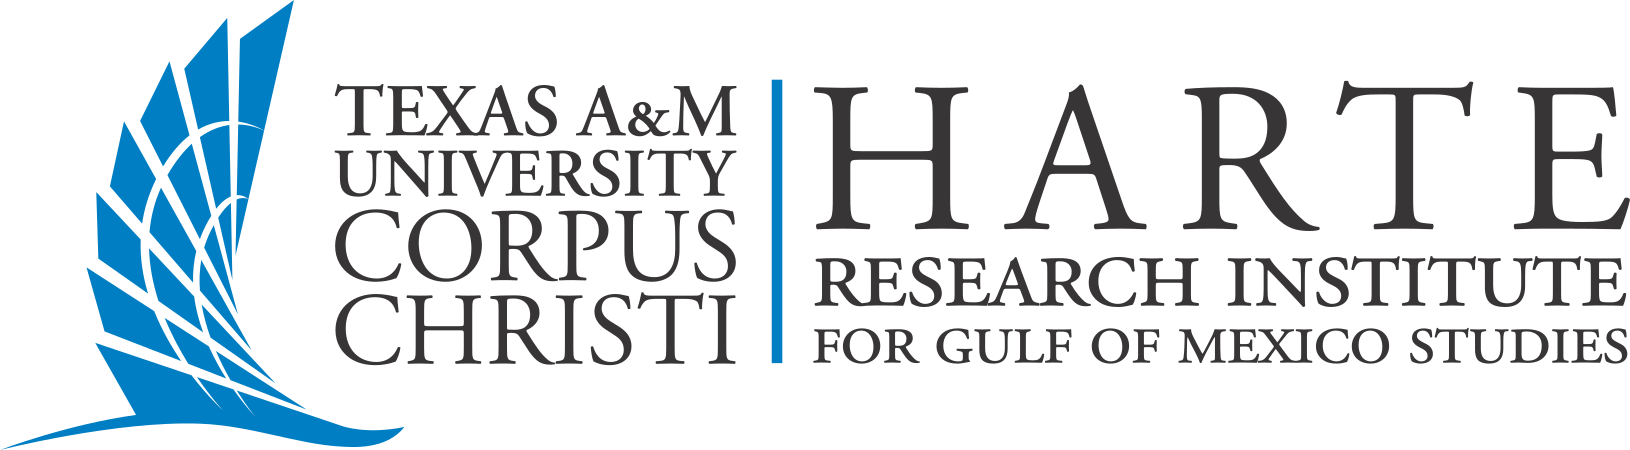 TEXAS A&M
UNIVERSITY
CORPUS
CHRISTI
HARTE
RESEARCH INSTITUTE
FOR GULF OF MEXICO STUDIES